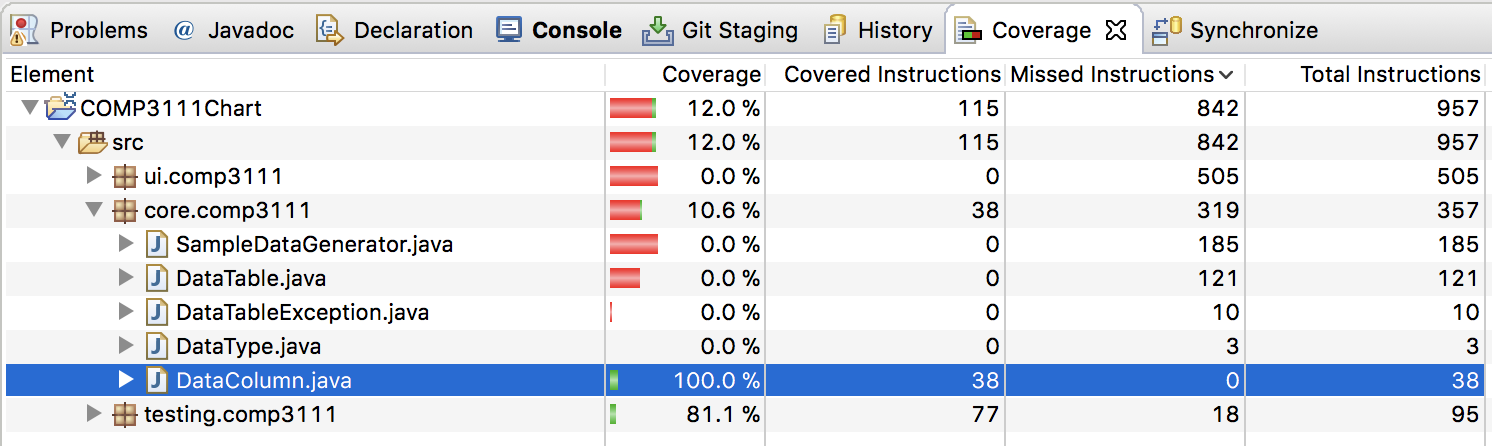 Problems @ Javadoc Declaration Console Git Staging History Coverage Synchronize
Element Coverage Covered Instructions Missed Instructions Total Instructions
COMP3111Chart 12.0 % 115 842 957
src 12.0 % 115 842 957
ui.comp3111 0.0 % 0 505 505
core.comp3111 10.6 % 38 319 357
J SampleDataGenerator.java 0.0 % 0 185 185
J DataTable.java 0.0 % 0 121 121
J DataTableException.java 0.0 % 0 10 10
J DataType.java 0.0 % 0 3 3
J DataColumn.java 100.0 % 38 0 38
testing.comp3111 81.1 % 77 18 95